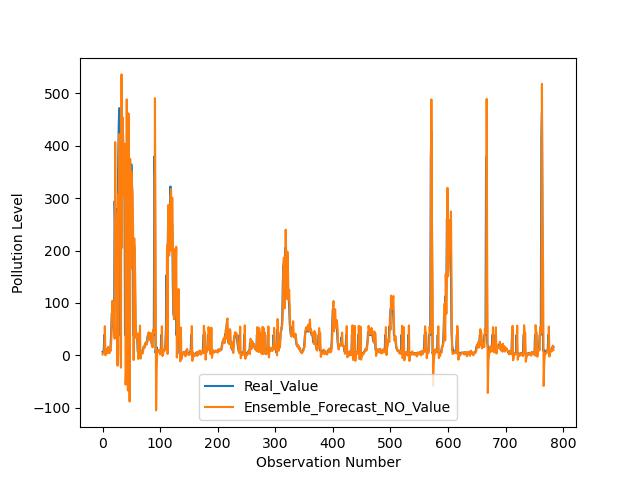 500
400
300
200
100
0
−100
Pollution Level
Real_Value
Ensemble_Forecast_NO_Value
0 100 200 300 400 500 600 700 800
Observation Number